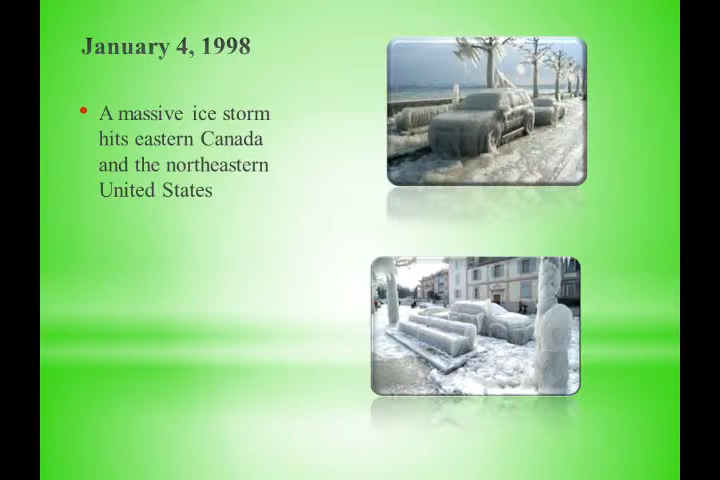 January 4, 1998
A massive ice storm
hits eastern Canada
and the northeastern
United States